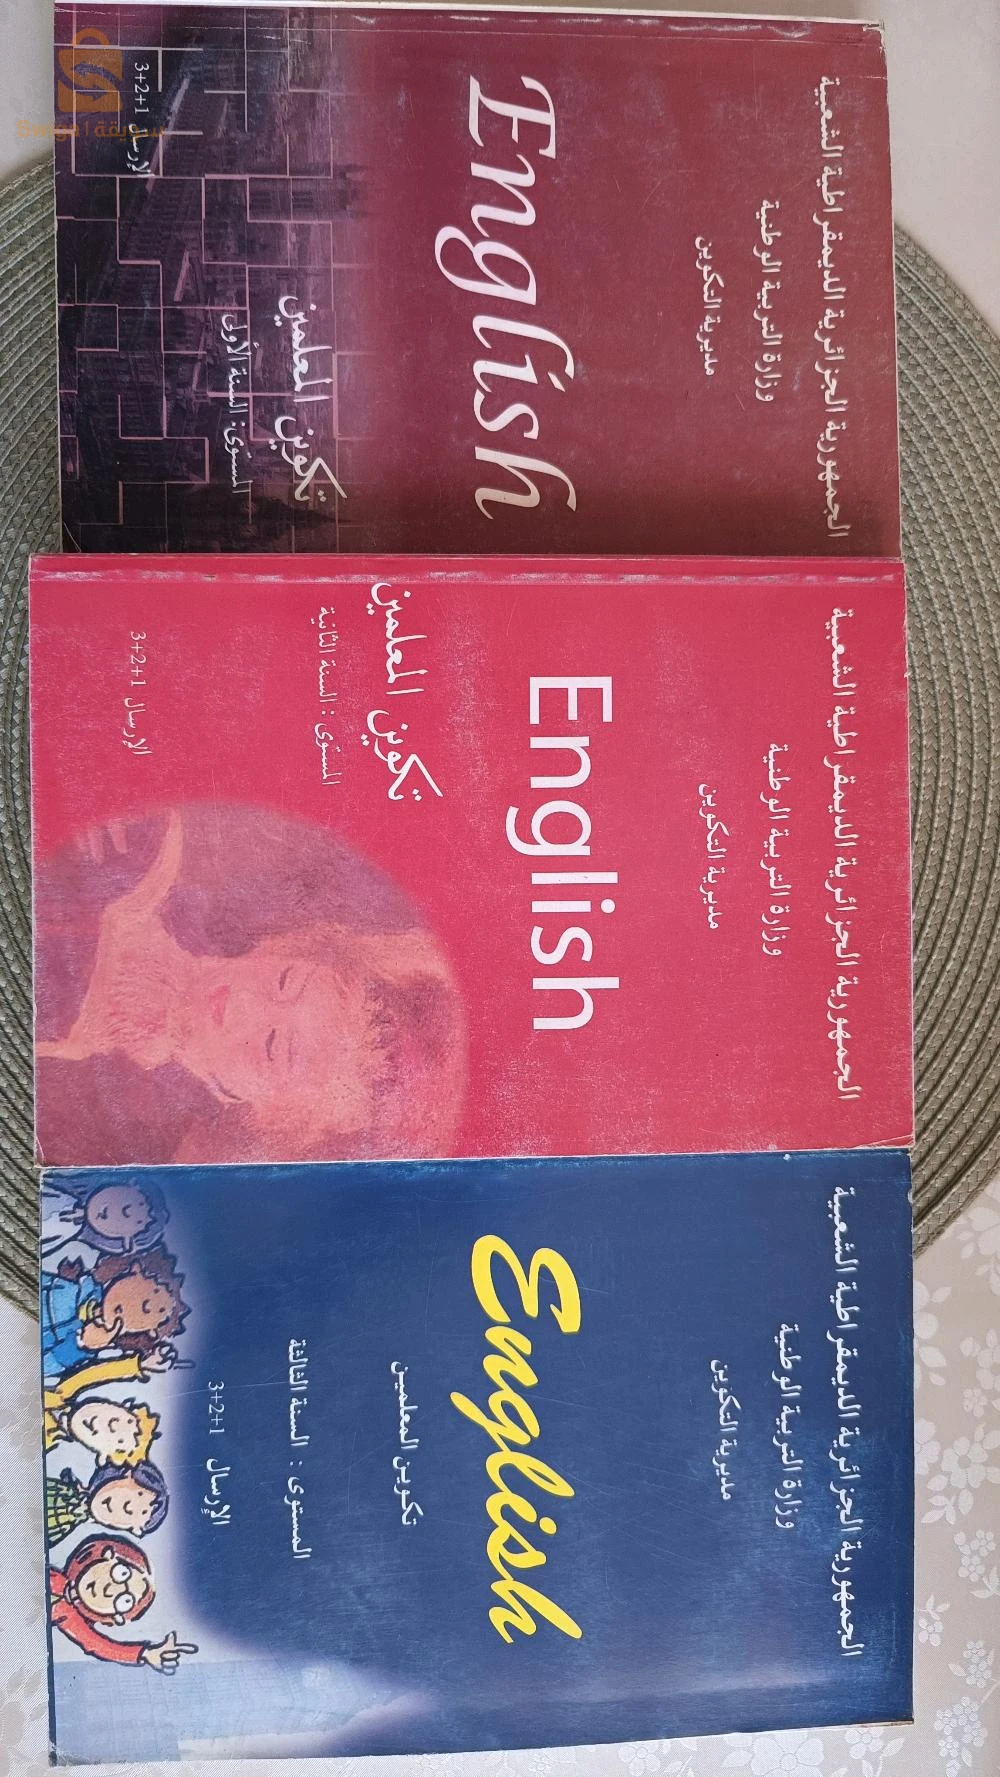 الجمهورية الجزائرية الديمقراطية الشعبية
وزارة التربية الوطنية
مديرية التكوين
English
تكوين المعلمين
المستوى: السنة الأولى
الإرسال 1+2+3
الجمهورية الجزائرية الديمقراطية الشعبية
وزارة التربية الوطنية
مديرية التكوين
English
تكوين المعلمين
المستوى : السنة الثانية
الإرسال 1+2+3
الجمهورية الجزائرية الديمقراطية الشعبية
وزارة التربية الوطنية
مديرية التكوين
English
تكوين المعلمين
المستوى : السنة الثالثة
الإرسال 1+2+3
سويقة